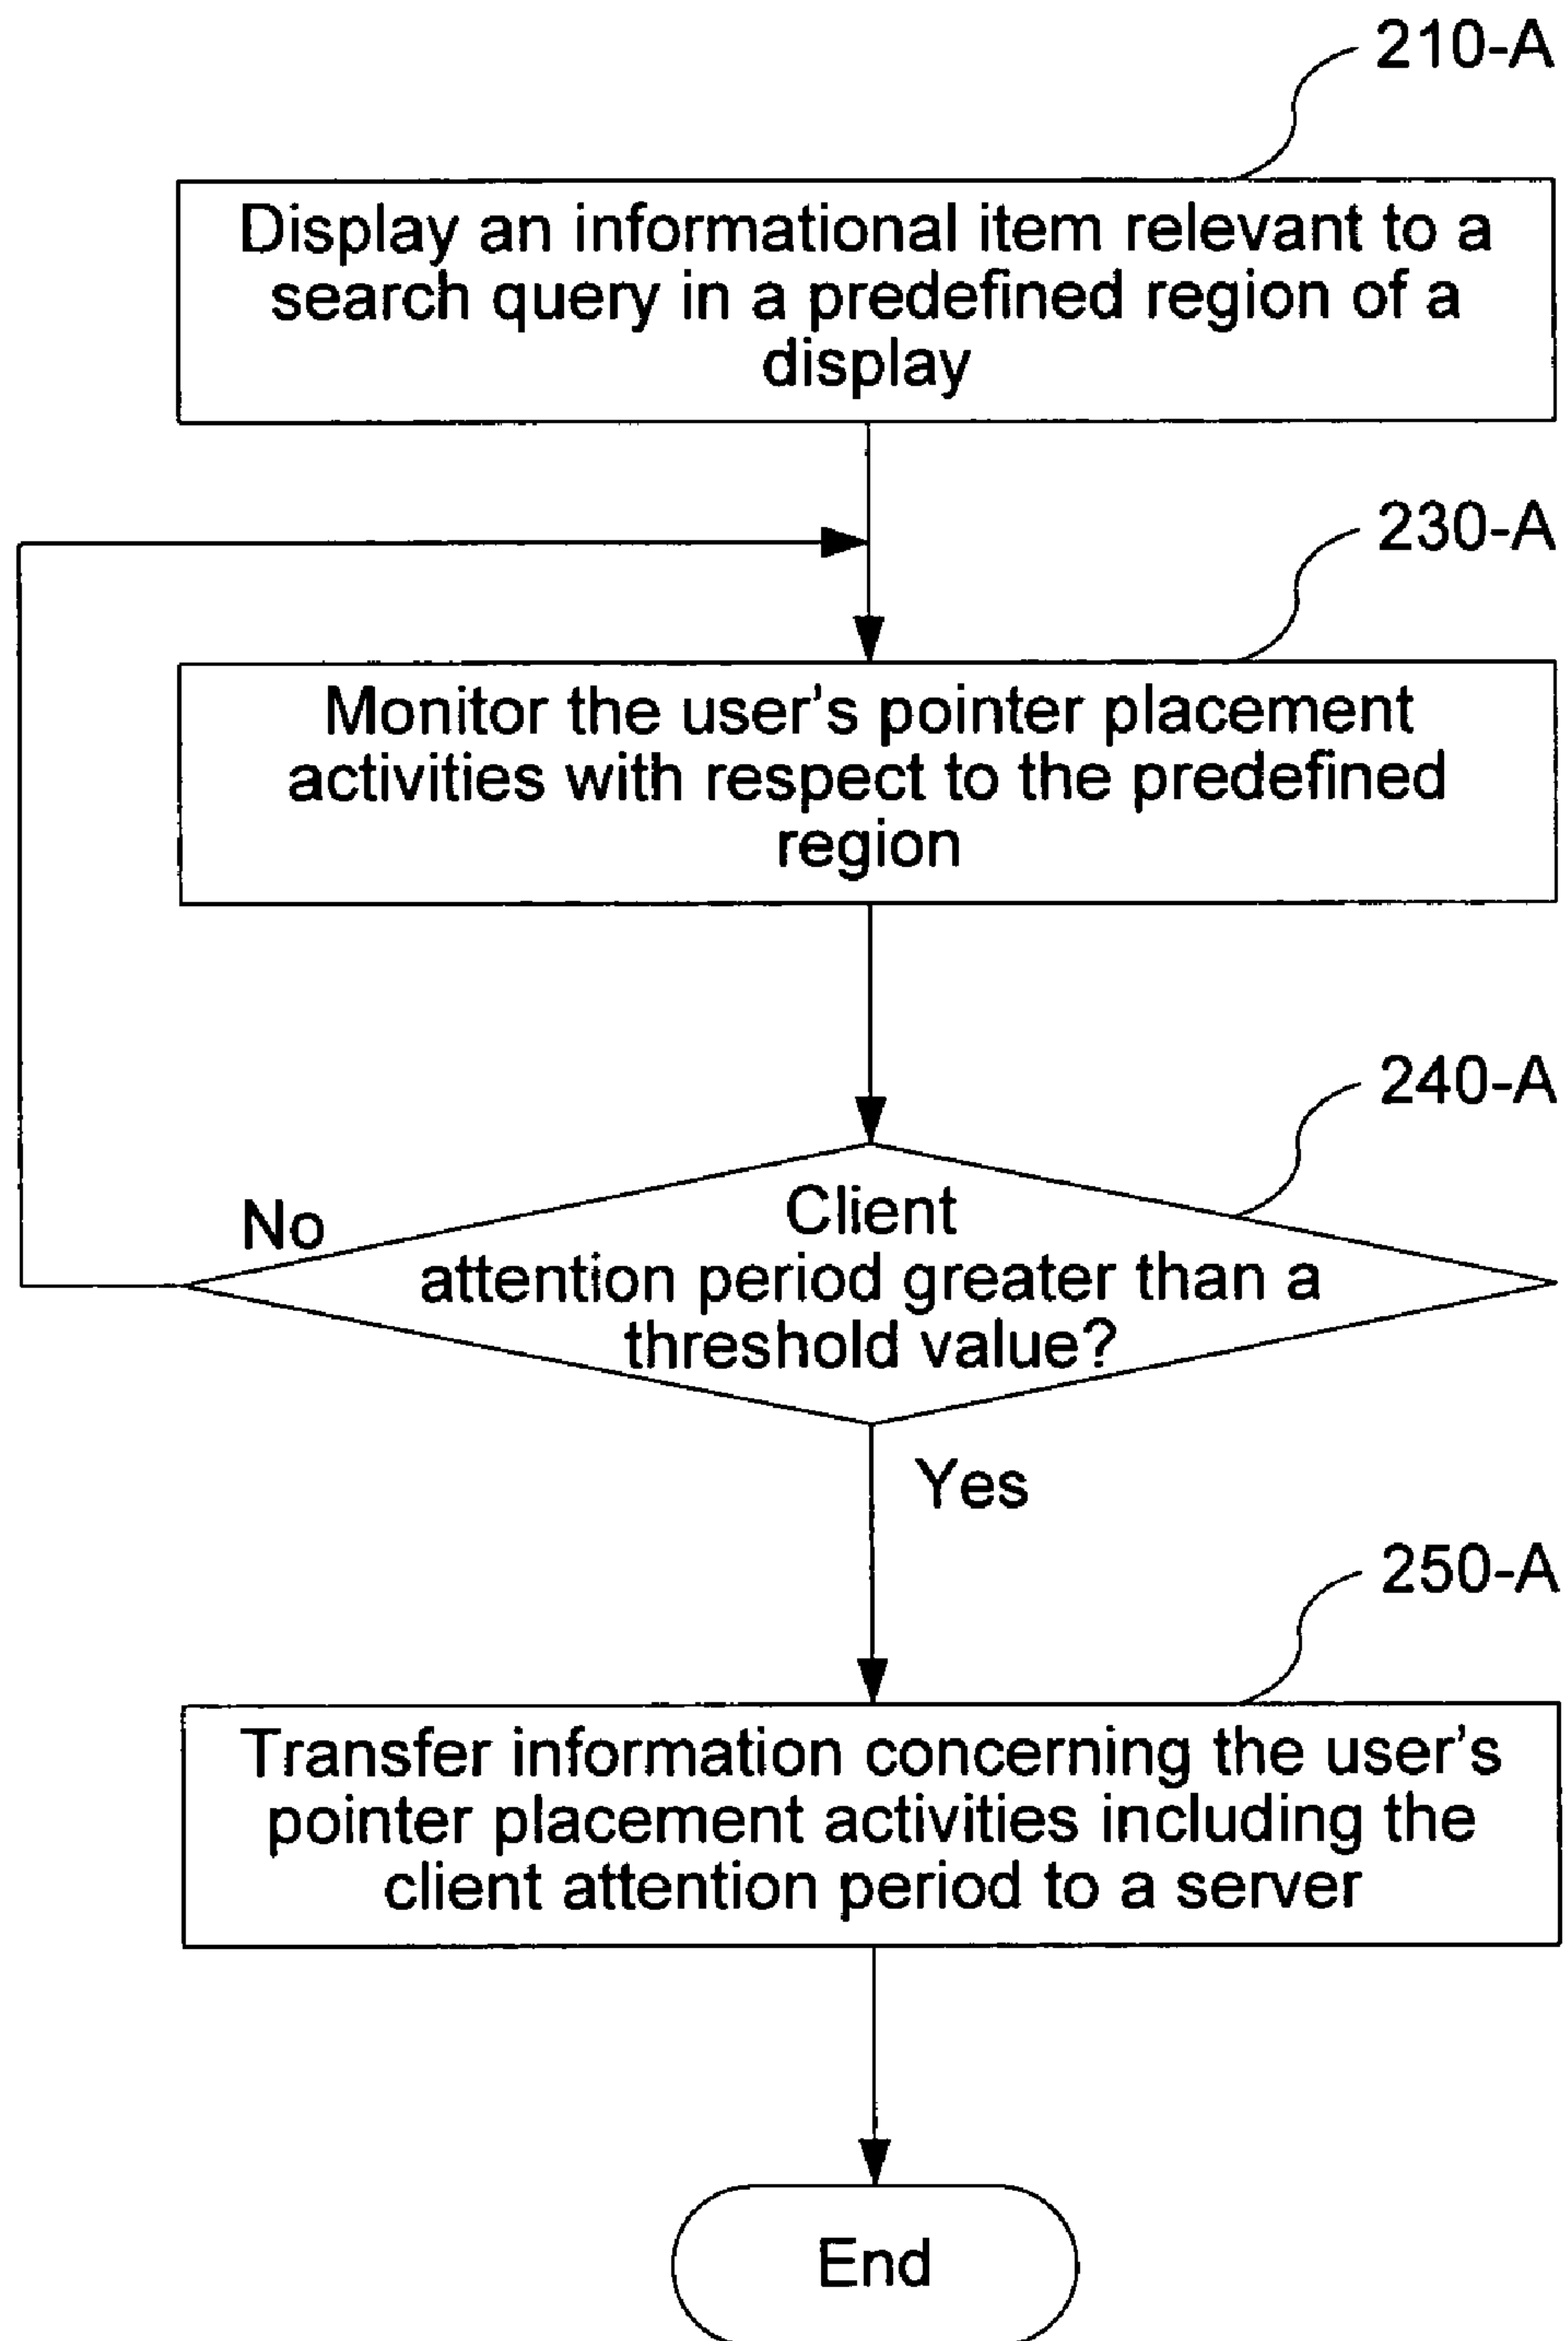 210-A
Display an informational item relevant to a
search query in a predefined region of a
display
230-A
Monitor the user's pointer placement
activities with respect to the predefined
region
240-A
No
Client
attention period greater than a
threshold value?
Yes
250-A
Transfer information concerning the user's
pointer placement activities including the
client attention period to a server
End